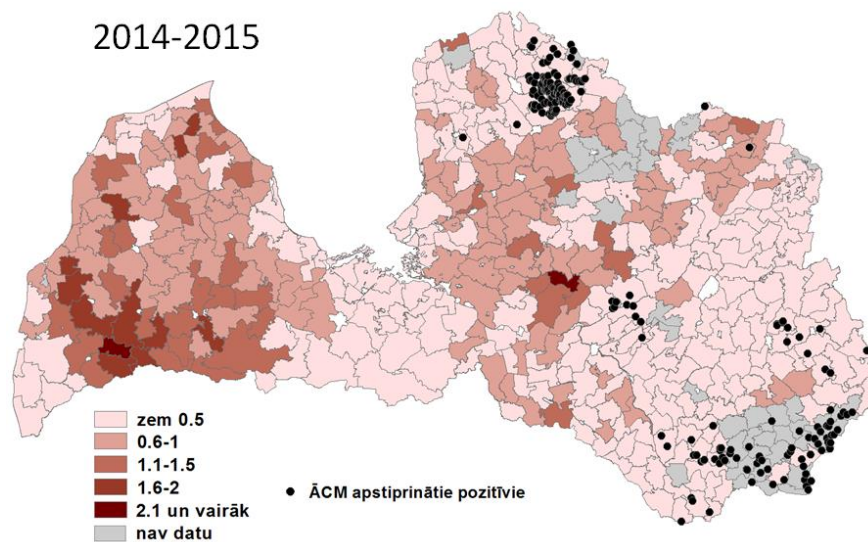 2014-2015
zem 0.5
0.6-1
1.1-1.5
1.6-2
2.1 un vairāk
nav datu
ĀCM apstiprinātie pozitīvie